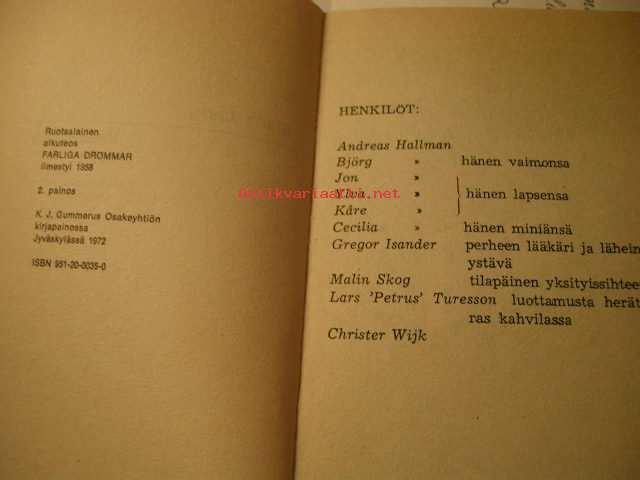 Ruotsalainen
alkuteos
FARLIGA DRÖMMAR
ilmestyi 1958
2. painos
K. J. Gummerus Osakeyhtiön
kirjapainossa
Jyväskylässä 1972
ISBN 951-20-0035-0
HENKILÖT:
Andreas Hallman
Björg » hänen vaimonsa
Jon »
Ylva » hänen lapsensa
Kåre »
Cecilia » hänen miniänsä
Gregor Isander perheen lääkäri ja lähein
ystävä
Malin Skog tilapäinen yksityissihtee
Lars 'Petrus' Turesson luottamusta herät
ras kahvilassa
Christer Wijk
antikvariaatti.net